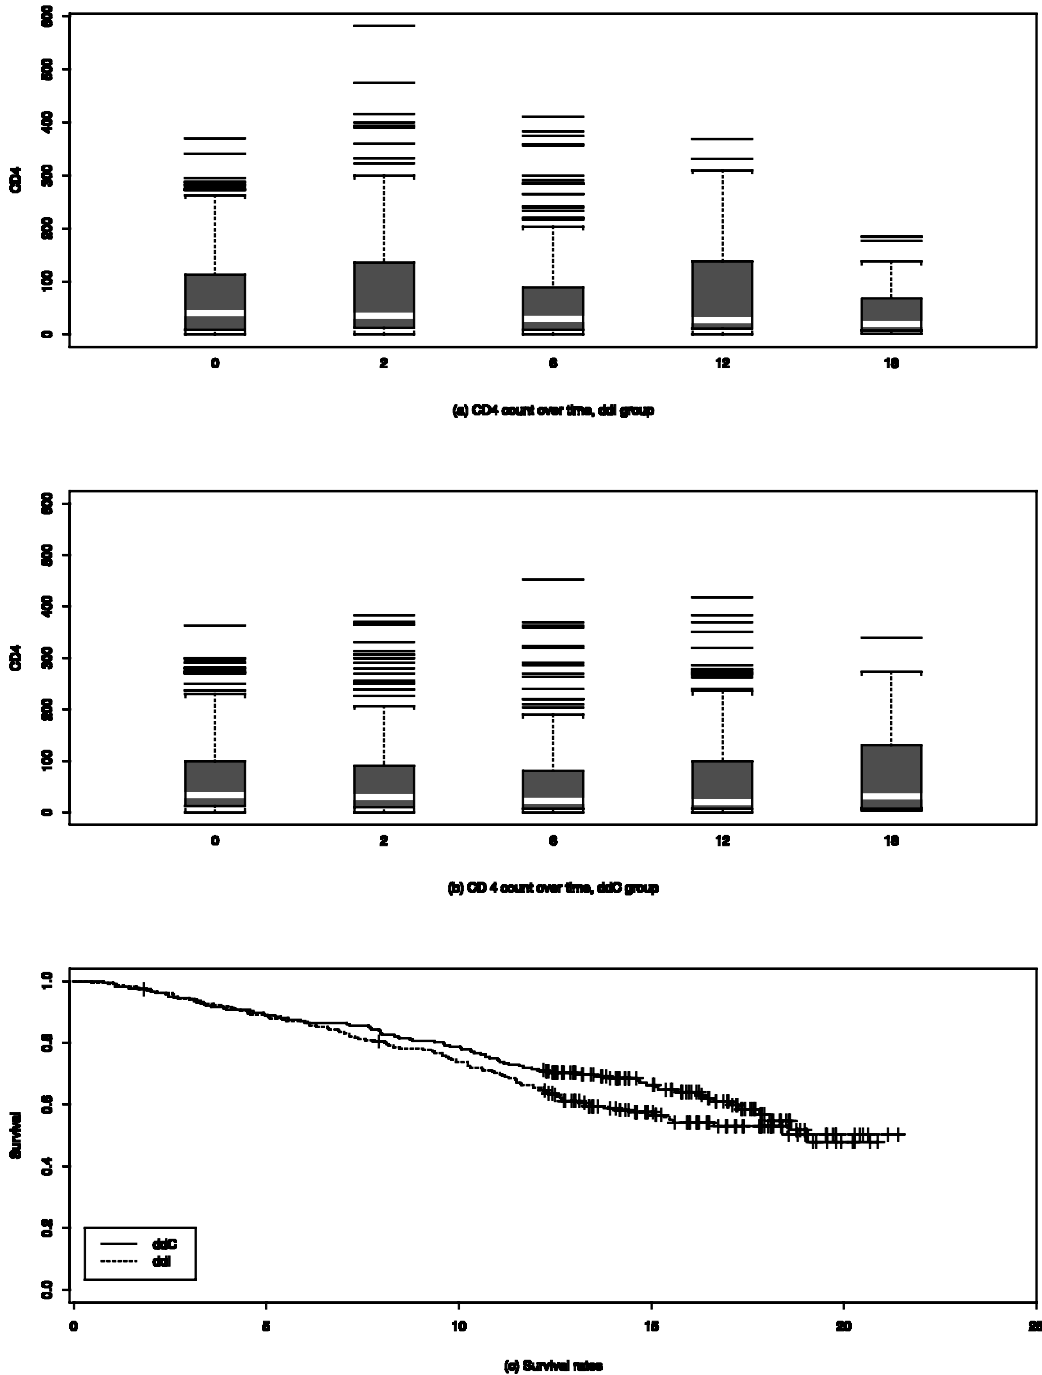 600
500
400
300
200
100
0
CD4
0 2 6 12 18
(a) CD4 count over time, ddI group
600
500
400
300
200
100
0
CD4
0 2 6 12 18
(b) CD 4 count over time, ddC group
1.0
0.8
0.6
0.4
0.2
0.0
Survival
ddC
ddI
0 5 10 15 20 25
(c) Survival rates